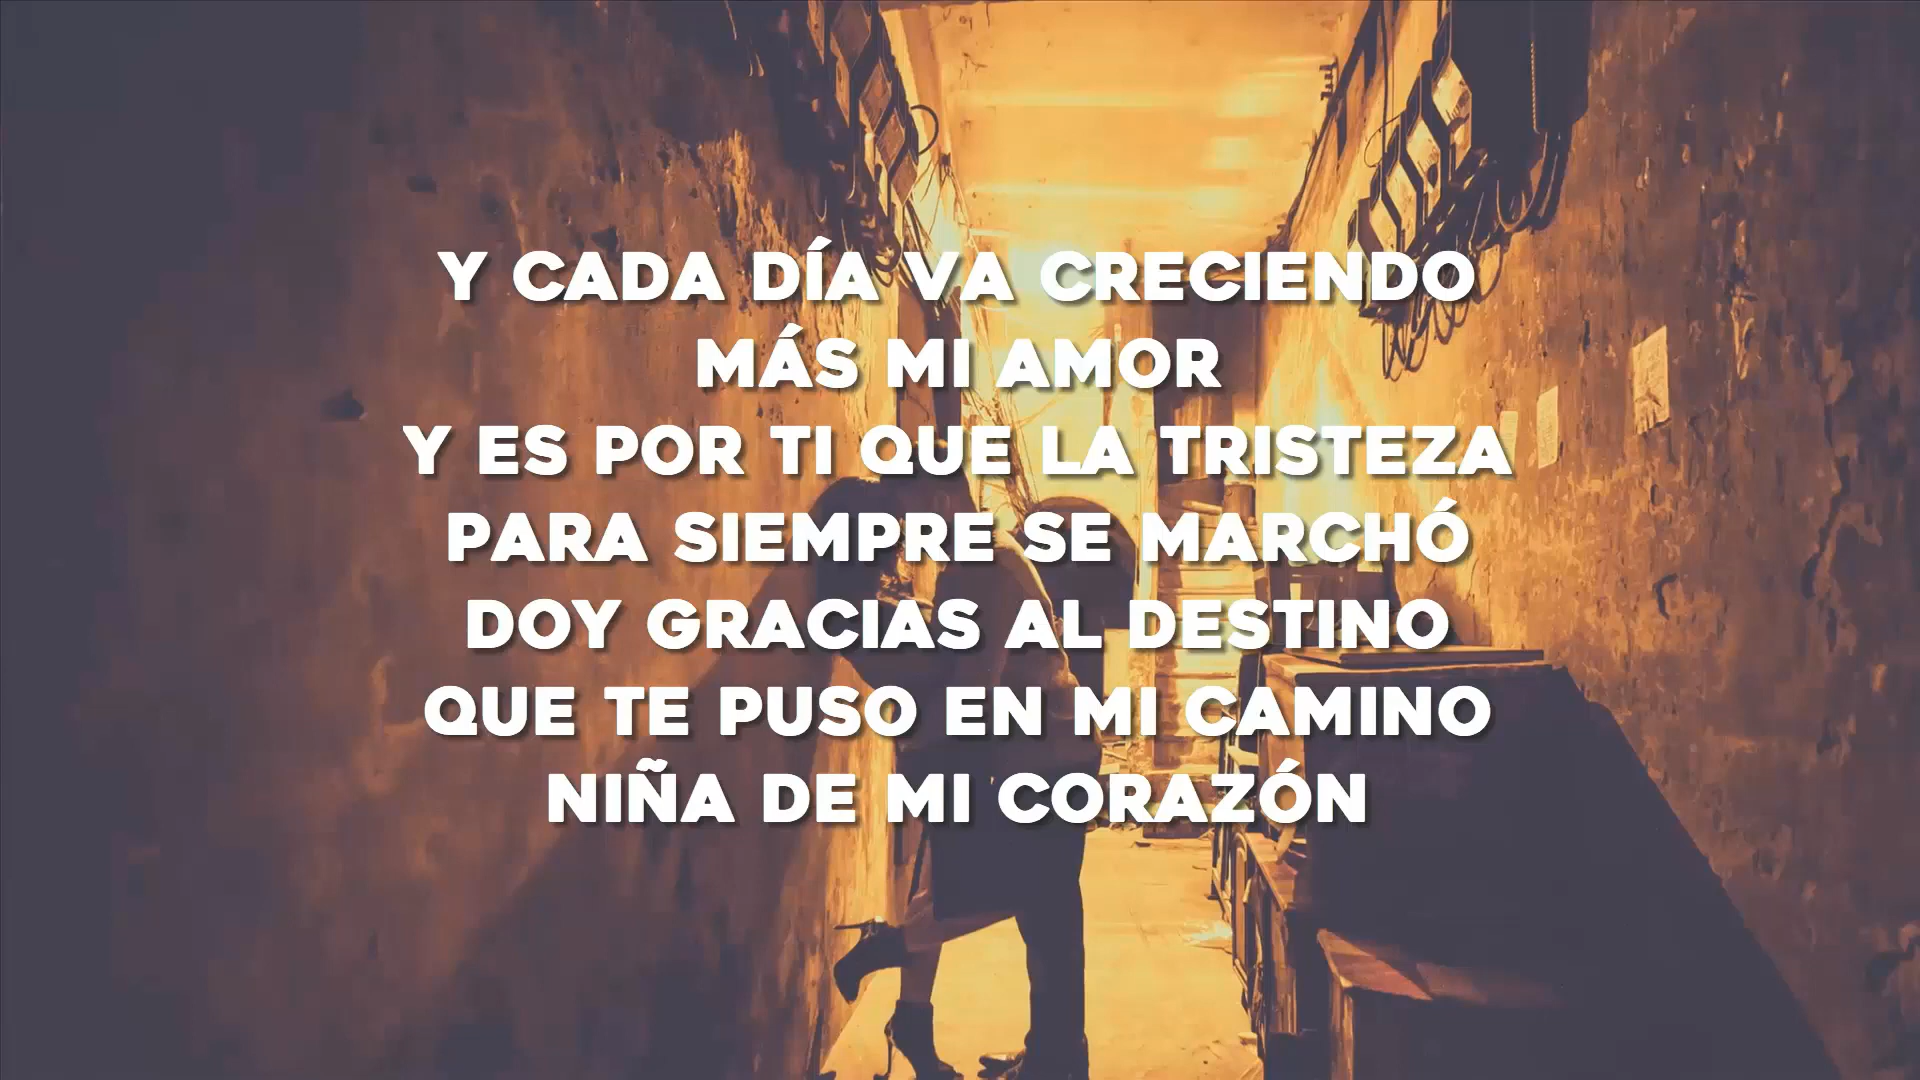 Y CADA DÍA VA CRECIENDO
MÁS MI AMOR
Y ES POR TI QUE LA TRISTEZA
PARA SIEMPRE SE MARCHÓ
DOY GRACIAS AL DESTINO
QUE TE PUSO EN MI CAMINO
NIÑA DE MI CORAZÓN